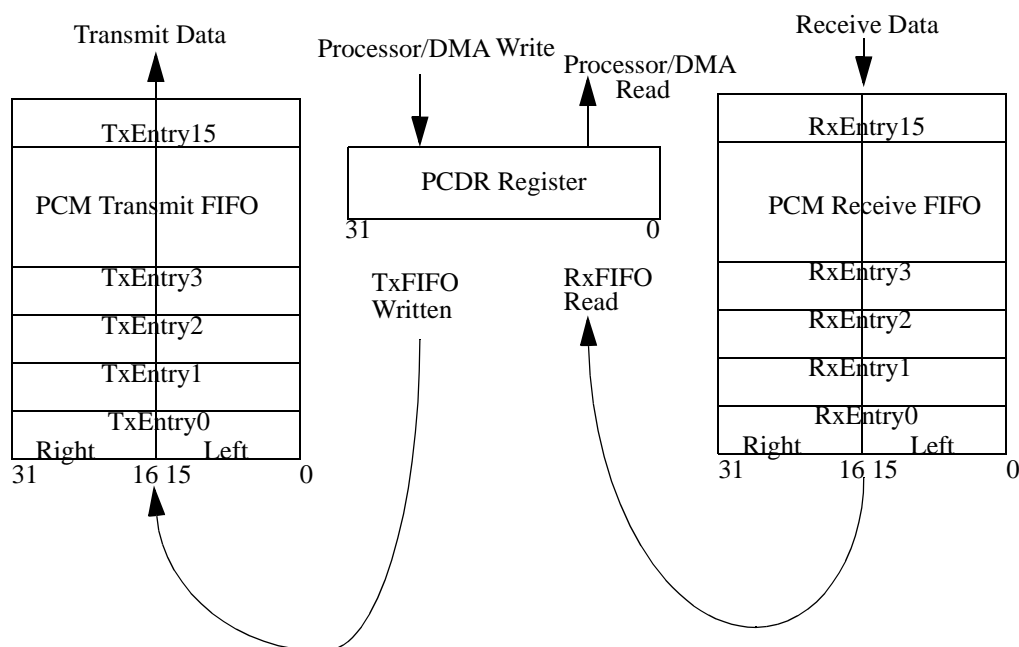 Transmit Data
TxEntry15
PCM Transmit FIFO
TxEntry3
TxEntry2
TxEntry1
TxEntry0
Right Left
31 16 15 0
Processor/DMA Write
Processor/DMA
Read
PCDR Register
31 0
TxFIFO
Written
RxFIFO
Read
Receive Data
RxEntry15
PCM Receive FIFO
RxEntry3
RxEntry2
RxEntry1
RxEntry0
Right Left
31 16 15 0